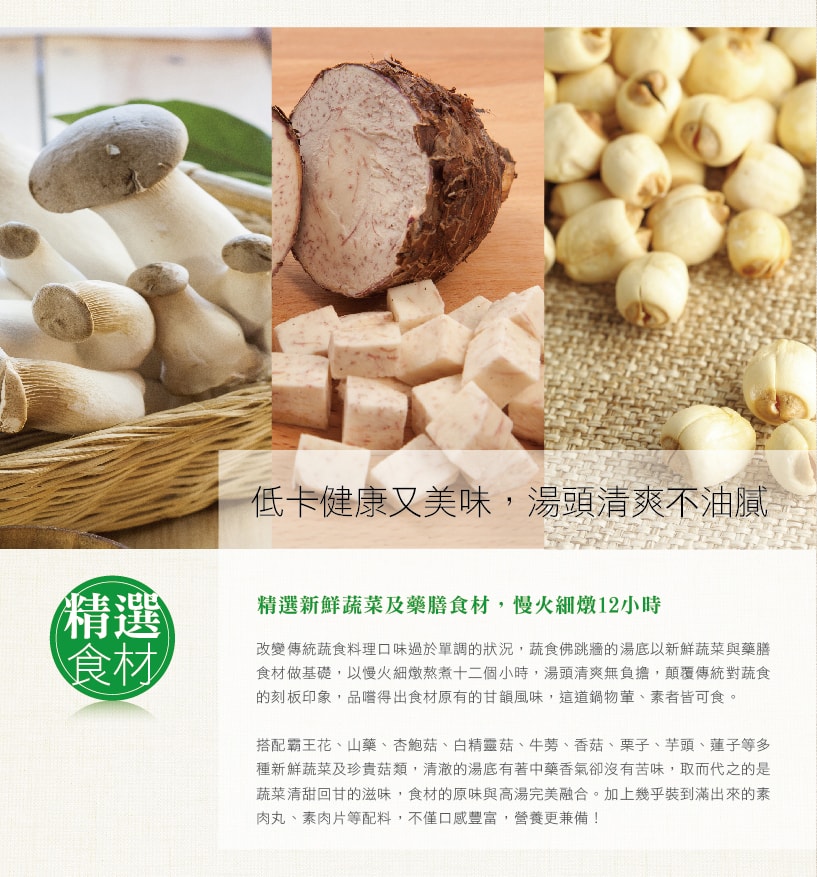 低卡健康又美味，湯頭清爽不油膩
精選
食材
精選新鮮蔬菜及藥膳食材，慢火細燉12小時
改變傳統蔬食料理口味過於單調的狀況，蔬食佛跳牆的湯底以新鮮蔬菜與藥膳
食材做基礎，以慢火細燉熬煮十二個小時，湯頭清爽無負擔，顛覆傳統對蔬食
的刻板印象，品嚐得出食材原有的甘韻風味，這道鍋物葷、素者皆可食。
搭配霸王花、山藥、杏鮑菇、白精靈菇、牛蒡、香菇、栗子、芋頭、蓮子等多
種新鮮蔬菜及珍貴菇類，清澈的湯底有著中藥香氣卻沒有苦味，取而代之的是
蔬菜清甜回甘的滋味，食材的原味與高湯完美融合。加上幾乎裝到滿出來的素
肉丸、素肉片等配料，不僅口感豐富，營養更兼備！